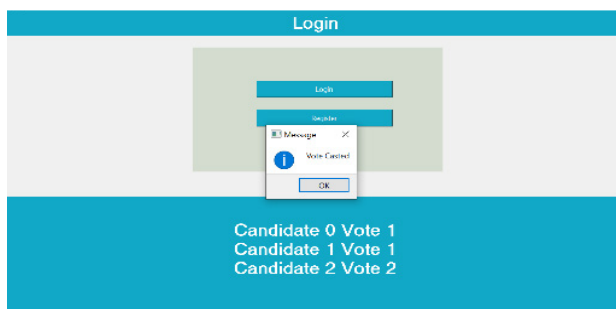 Login
Login
Register
Message
Vote Casted
OK
Candidate 0 Vote 1
Candidate 1 Vote 1
Candidate 2 Vote 2